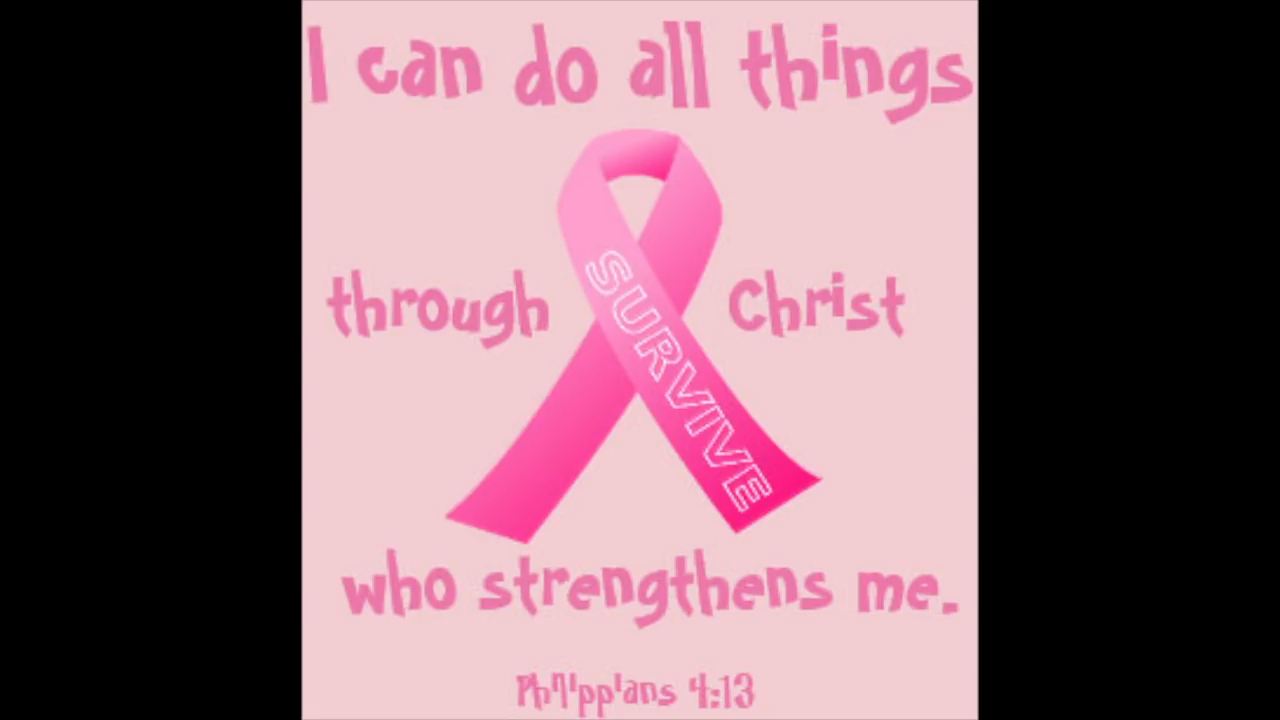 I can do all things
through Christ
SURVIVE
who strengthens me.
Philippians 4:13